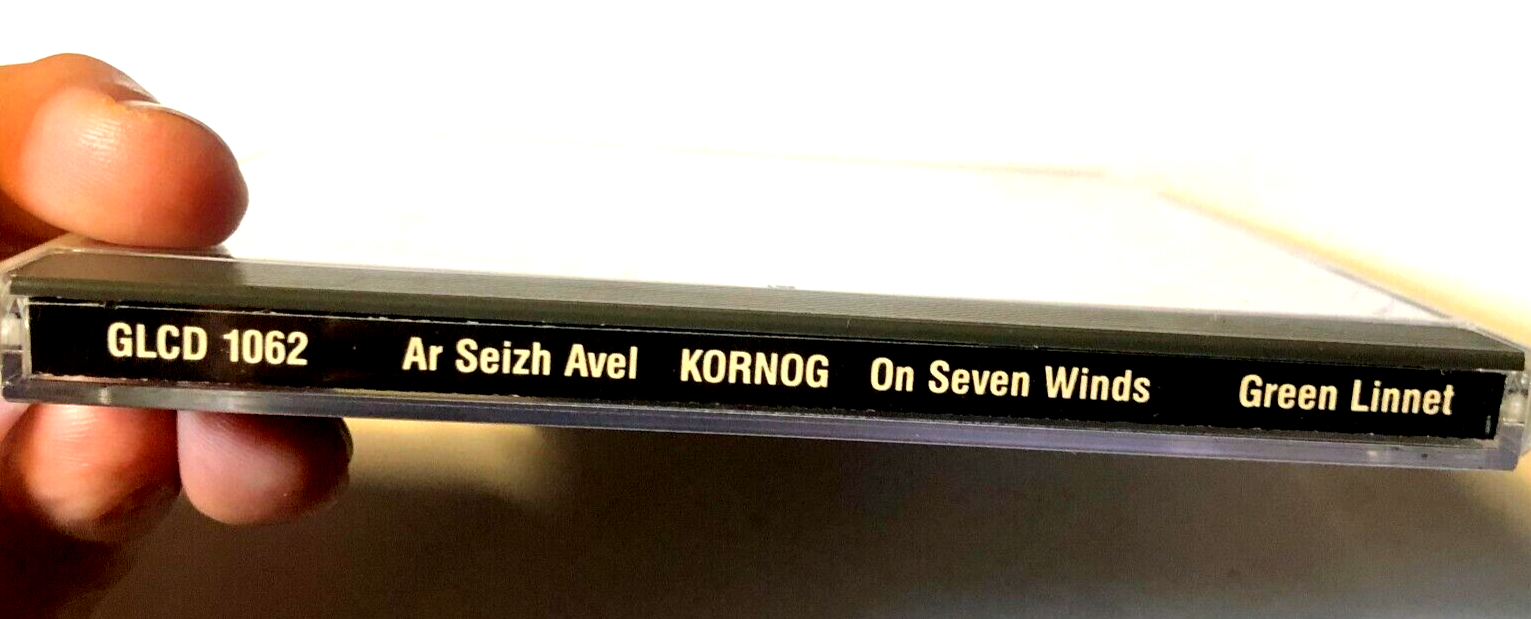 GLCD 1062 Ar Seizh Avel KORNOG On Seven Winds Green Linnet